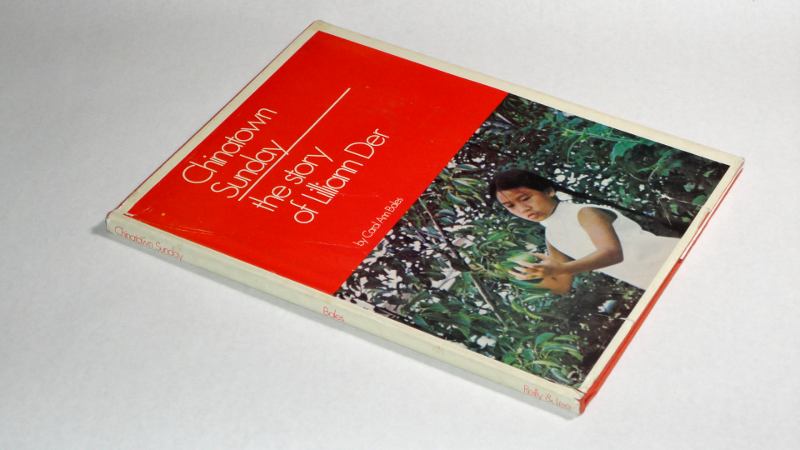 Chinatown
Sunday
the story
of Lilliann Der
by Carol Ann Bales
Chinatown Sunday
Bales
Reilly & Lee